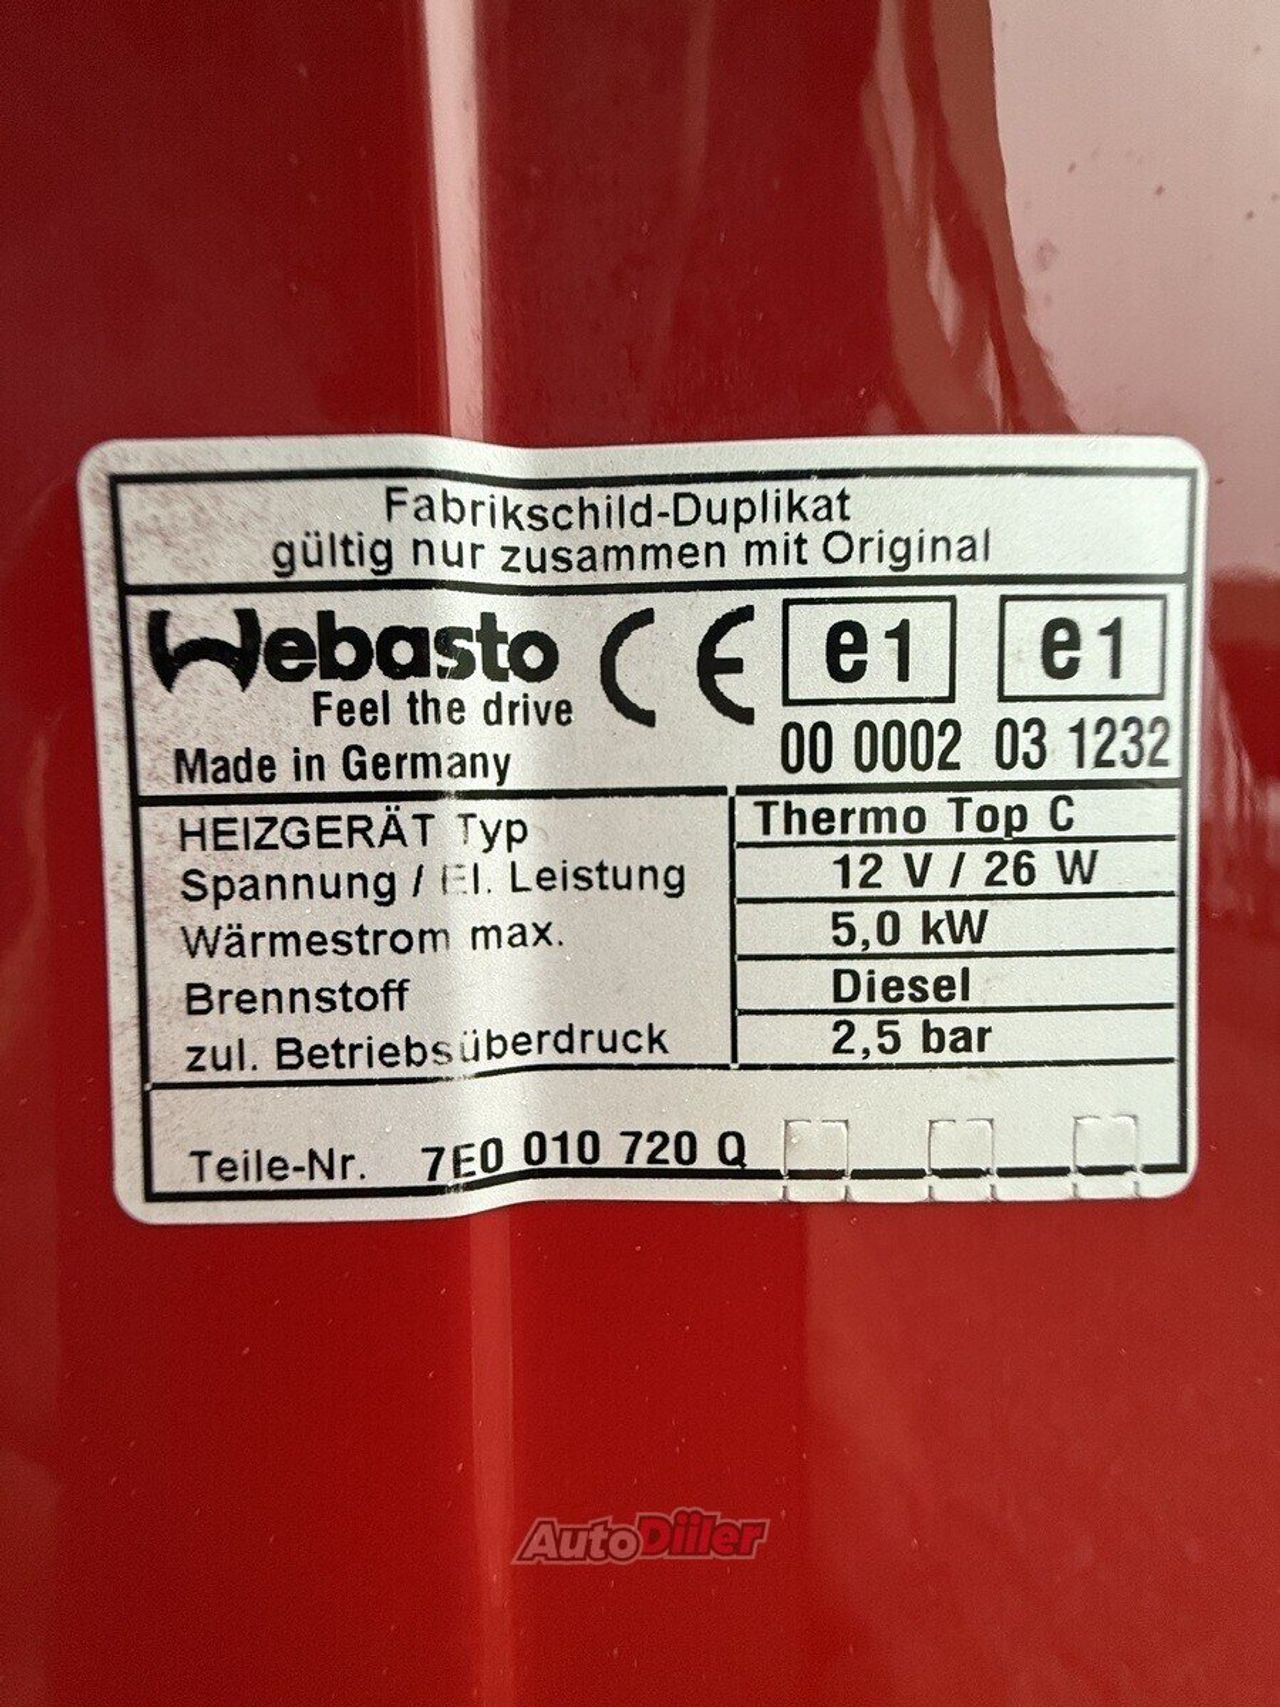 Fabrikschild-Duplikat
gültig nur zusammen mit Original
Webasto CE e1 e1
Feel the drive
Made in Germany 00 0002 03 1232
HEIZGERÄT Typ Thermo Top C
Spannung / El. Leistung 12 V / 26 W
Wärmestrom max. 5,0 kW
Brennstoff Diesel
zul. Betriebsüberdruck 2,5 bar
Teile-Nr. 7E0 010 720 Q
AutoDiiler